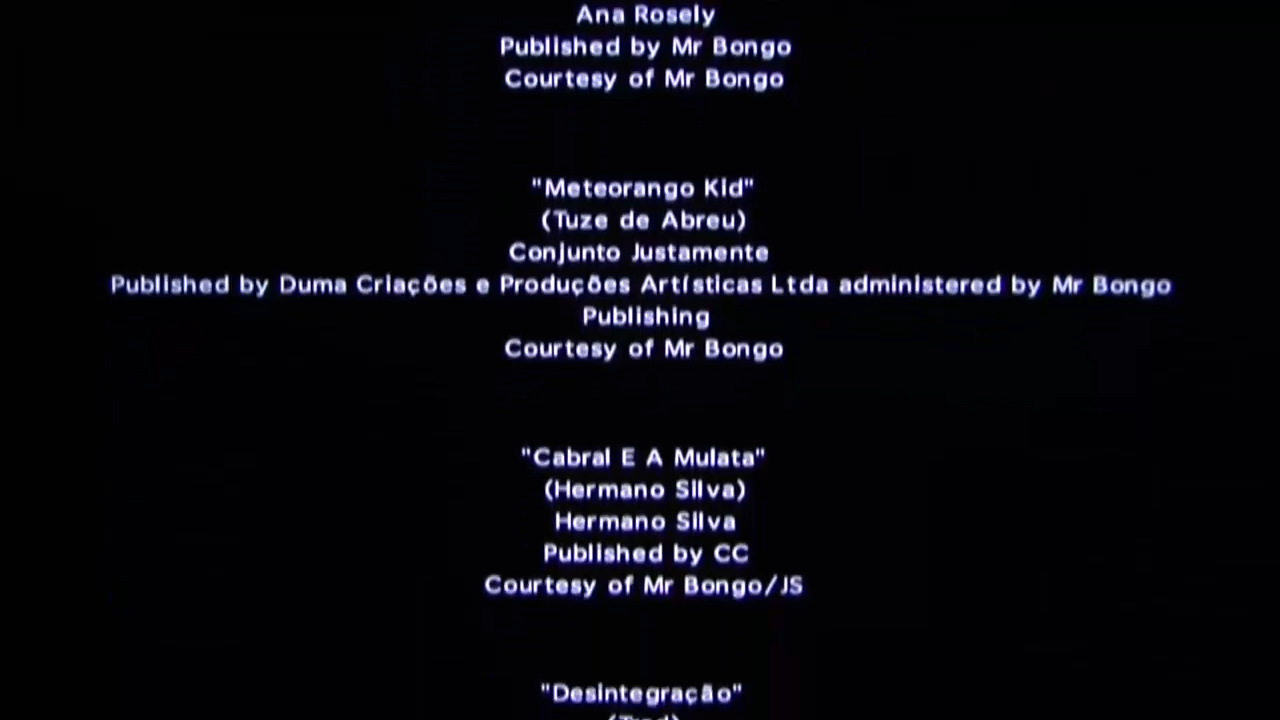 Ana Rosely
Published by Mr Bongo
Courtesy of Mr Bongo
"Meteorango Kid"
(Tuze de Abreu)
Conjunto Justamente
Published by Duma Criações e Produções Artísticas Ltda administered by Mr Bongo
Publishing
Courtesy of Mr Bongo
"Cabral E A Mulata"
(Hermano Silva)
Hermano Silva
Published by CC
Courtesy of Mr Bongo/JS
"Desintegração"
(Trad)